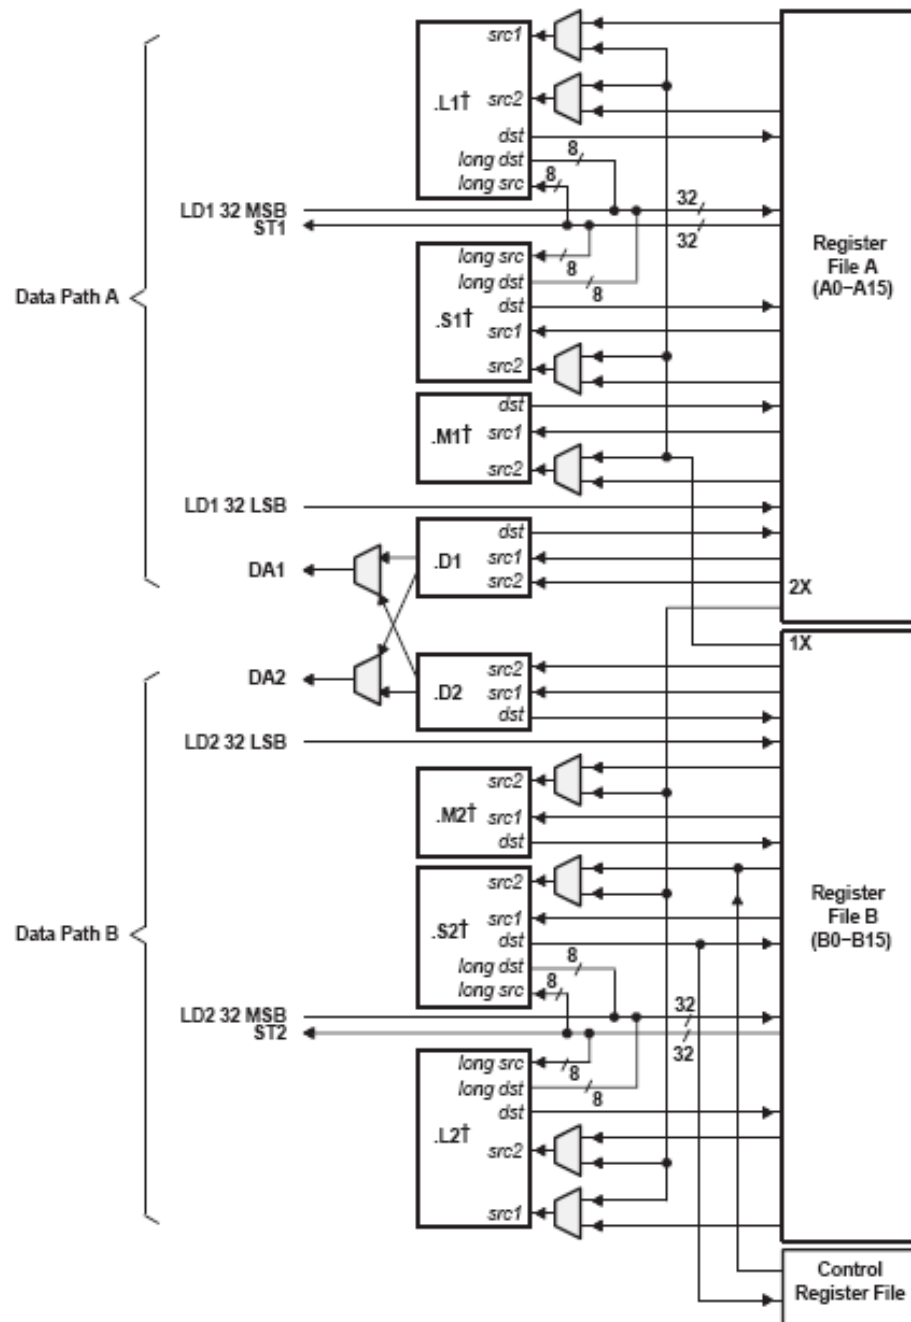 src1
.L1†
src2
dst
long dst
8
long src
8
LD1 32 MSB
32
ST1
32
Register
File A
(A0–A15)
Data Path A
long src
8
long dst
8
dst
.S1†
src1
src2
dst
.M1†
src1
src2
LD1 32 LSB
dst
.D1
src1
src2
DA1
2X
1X
DA2
src2
.D2
src1
dst
LD2 32 LSB
src2
.M2†
src1
dst
src2
Register
File B
(B0–B15)
Data Path B
src1
.S2†
dst
long dst
8
long src
8
LD2 32 MSB
32
ST2
32
long src
8
long dst
8
dst
.L2†
src2
src1
Control
Register File